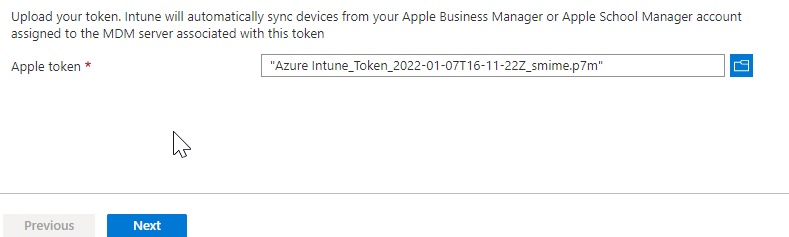 Upload your token. Intune will automatically sync devices from your Apple Business Manager or Apple School Manager account
assigned to the MDM server associated with this token
Apple token * "Azure Intune_Token_2022-01-07T16-11-22Z_smime.p7m"
Previous Next